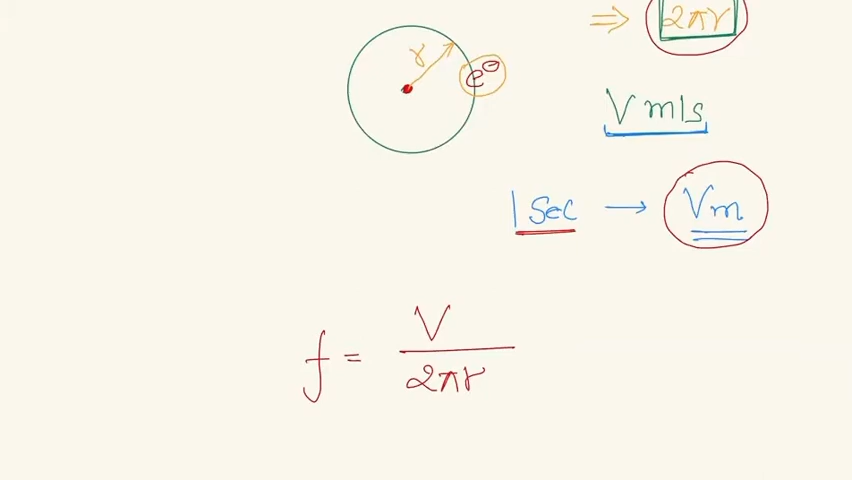 ⇒ 2πr
r
e⊖
V m/s
1 Sec → Vm
f = V
2πr